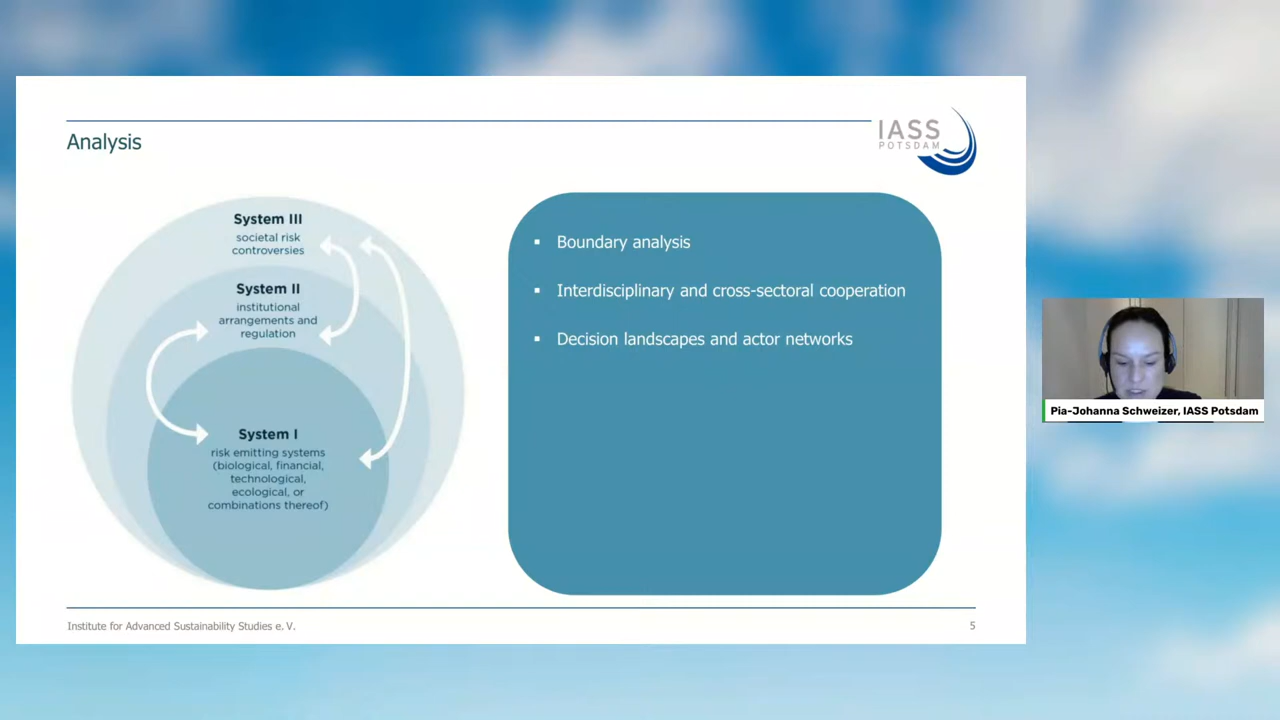 Analysis
IASS
POTSDAM
System III
societal risk
controversies
System II
institutional
arrangements and
regulation
System I
risk emitting systems
(biological, financial,
technological,
ecological, or
combinations thereof)
▪ Boundary analysis
▪ Interdisciplinary and cross-sectoral cooperation
▪ Decision landscapes and actor networks
Pia-Johanna Schweizer, IASS Potsdam
Institute for Advanced Sustainability Studies e. V.
5